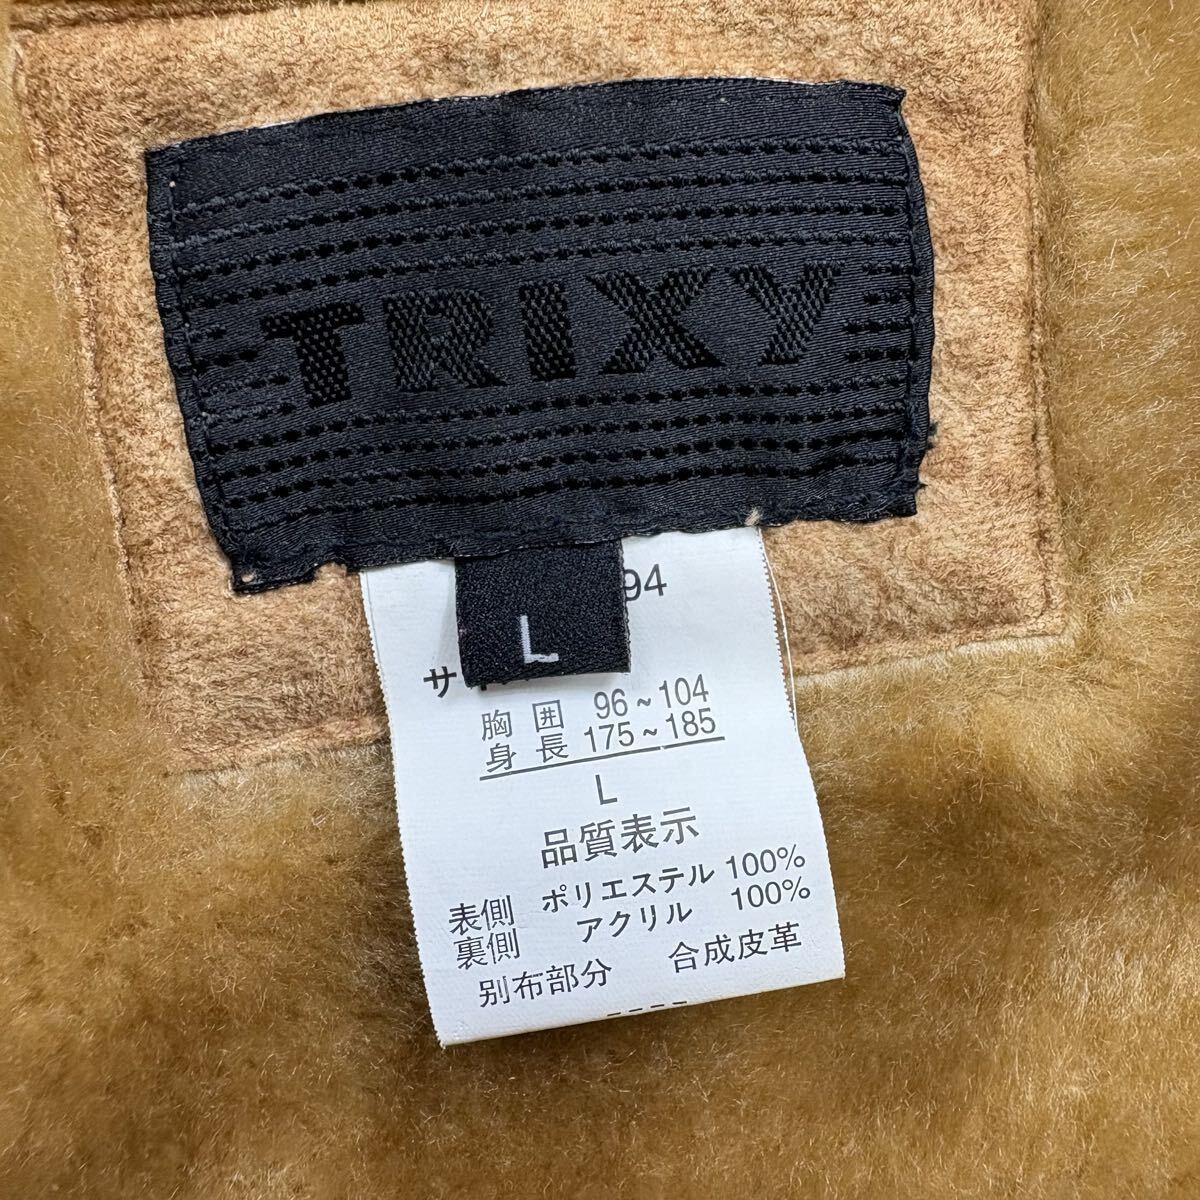 TRIXY
L
94
サ
胸囲 96~104
身長 175~185
L
品質表示
表側 ポリエステル 100%
裏側 アクリル 100%
別布部分 合成皮革
----